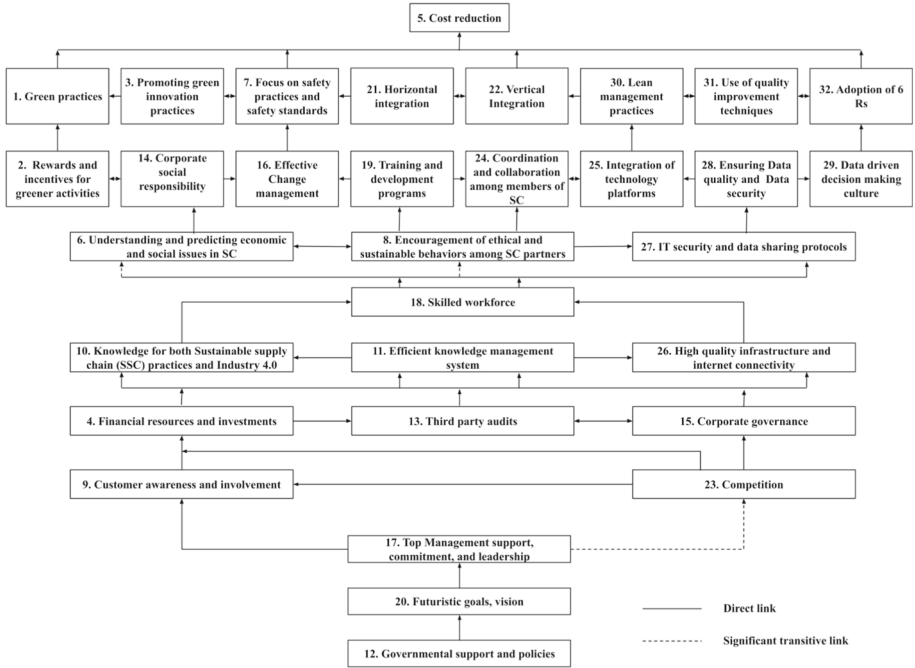 5. Cost reduction
1. Green practices
3. Promoting green
innovation
practices
7. Focus on safety
practices and
safety standards
21. Horizontal
integration
22. Vertical
Integration
30. Lean
management
practices
31. Use of quality
improvement
techniques
32. Adoption of 6
Rs
2. Rewards and
incentives for
greener activities
14. Corporate
social
responsibility
16. Effective
Change
management
19. Training and
development
programs
24. Coordination
and collaboration
among members of
SC
25. Integration of
technology
platforms
28. Ensuring Data
quality and Data
security
29. Data driven
decision making
culture
6. Understanding and predicting economic
and social issues in SC
8. Encouragement of ethical and
sustainable behaviors among SC partners
27. IT security and data sharing protocols
18. Skilled workforce
10. Knowledge for both Sustainable supply
chain (SSC) practices and Industry 4.0
11. Efficient knowledge management
system
26. High quality infrastructure and
internet connectivity
4. Financial resources and investments
13. Third party audits
15. Corporate governance
9. Customer awareness and involvement
23. Competition
17. Top Management support,
commitment, and leadership
20. Futuristic goals, vision
12. Governmental support and policies
Direct link
Significant transitive link